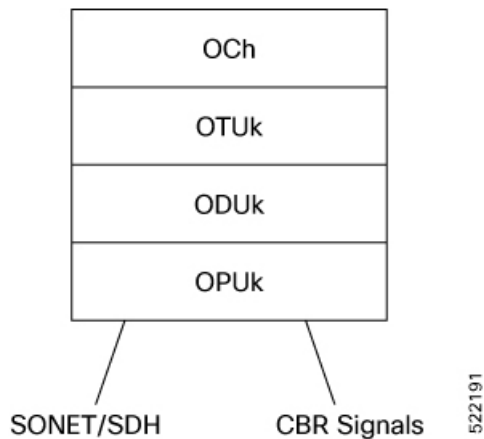 OCh
OTUk
ODUk
OPUk
SONET/SDH
CBR Signals
522191